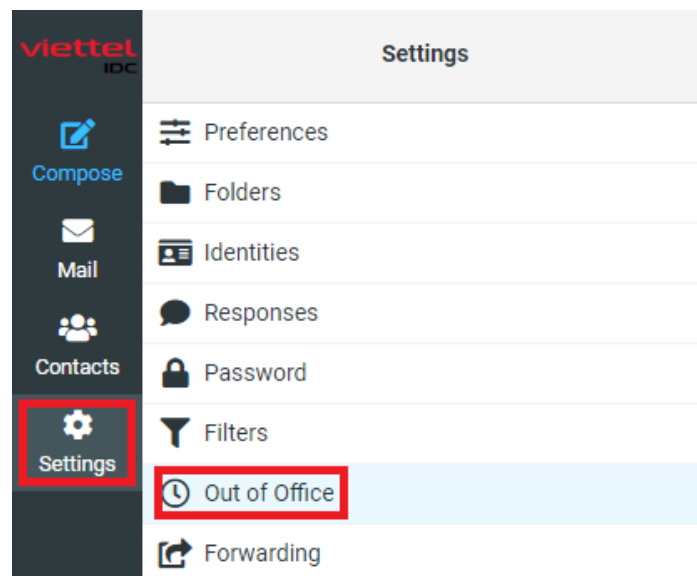 viettel
IDC
Compose
Mail
Contacts
Settings
Settings
Preferences
Folders
Identities
Responses
Password
Filters
Out of Office
Forwarding